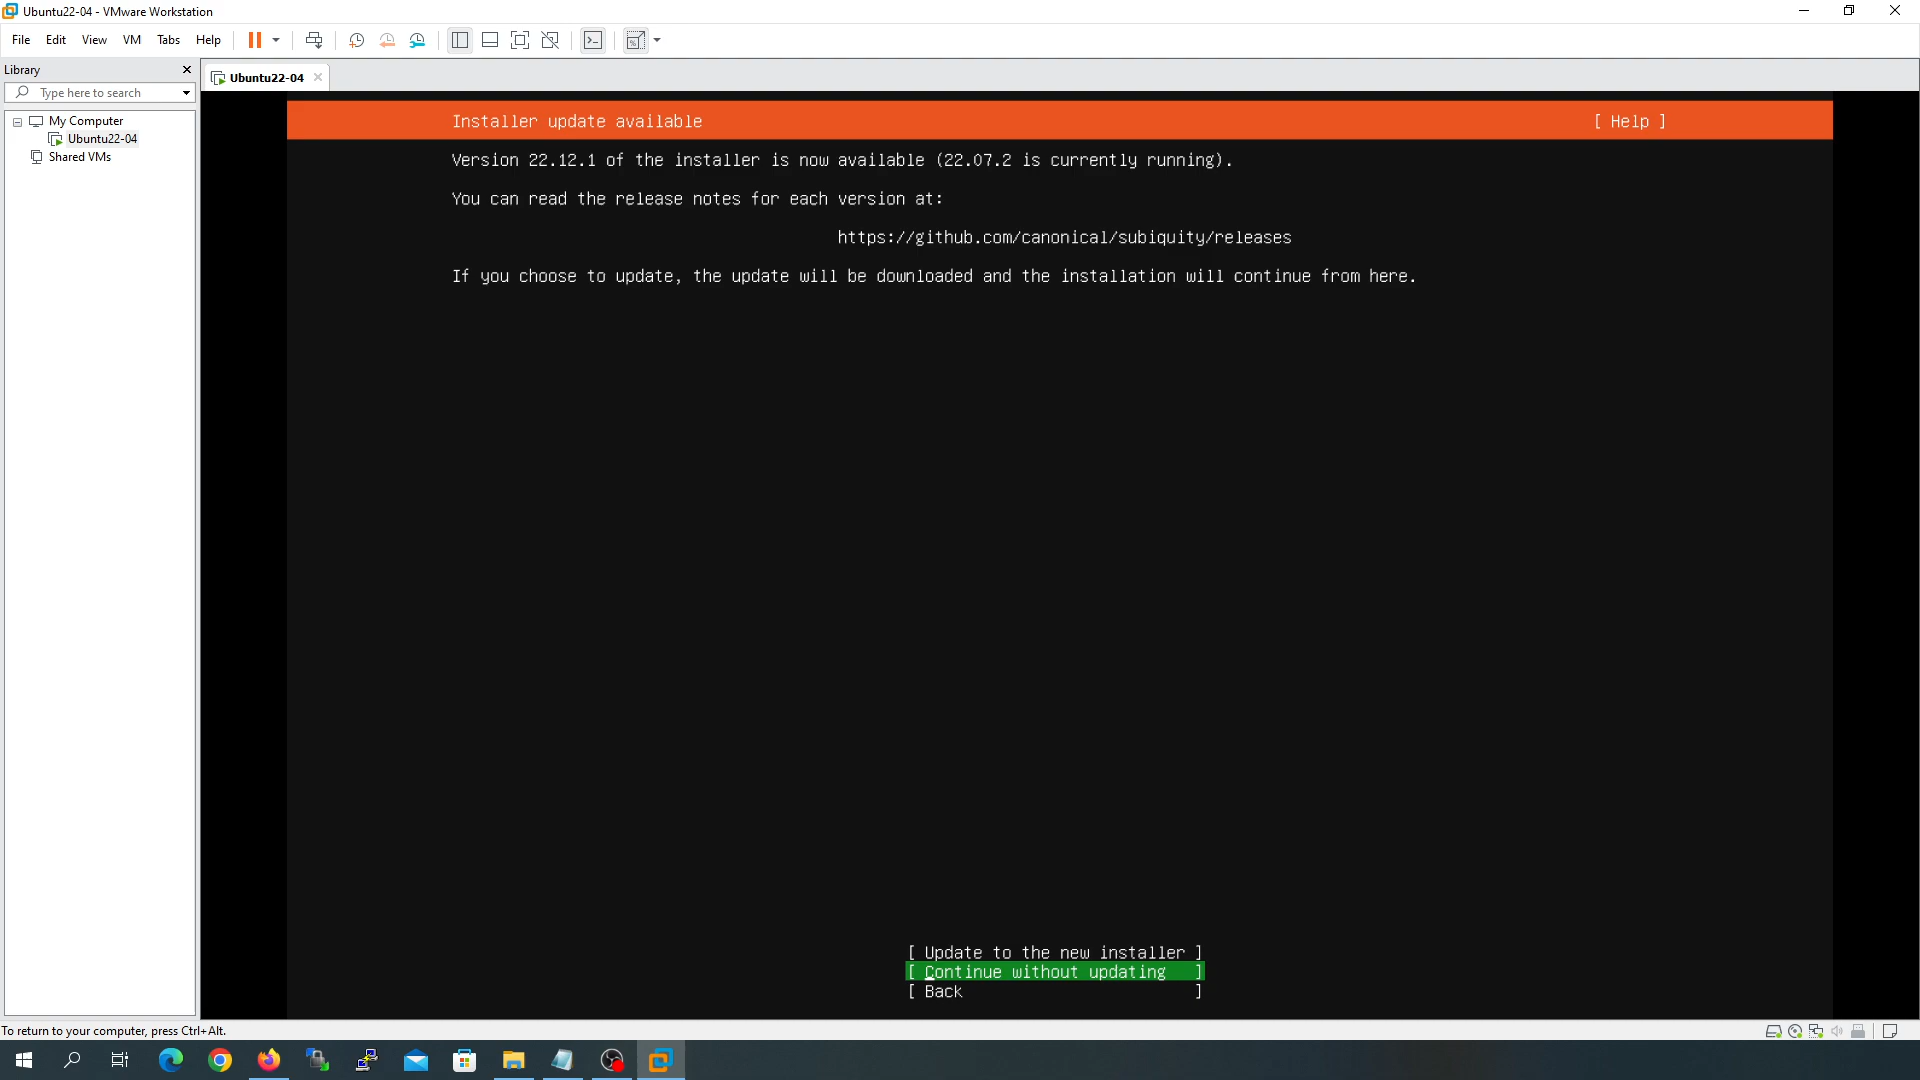 Ubuntu22-04 - VMware Workstation
File Edit View VM Tabs Help
Library
Type here to search
My Computer
Ubuntu22-04
Shared VMs
Ubuntu22-04
Installer update available [ Help ]
Version 22.12.1 of the installer is now available (22.07.2 is currently running).
You can read the release notes for each version at:
https://github.com/canonical/subiquity/releases
If you choose to update, the update will be downloaded and the installation will continue from here.
[ Update to the new installer ]
[ Continue without updating ]
[ Back ]
To return to your computer, press Ctrl+Alt.